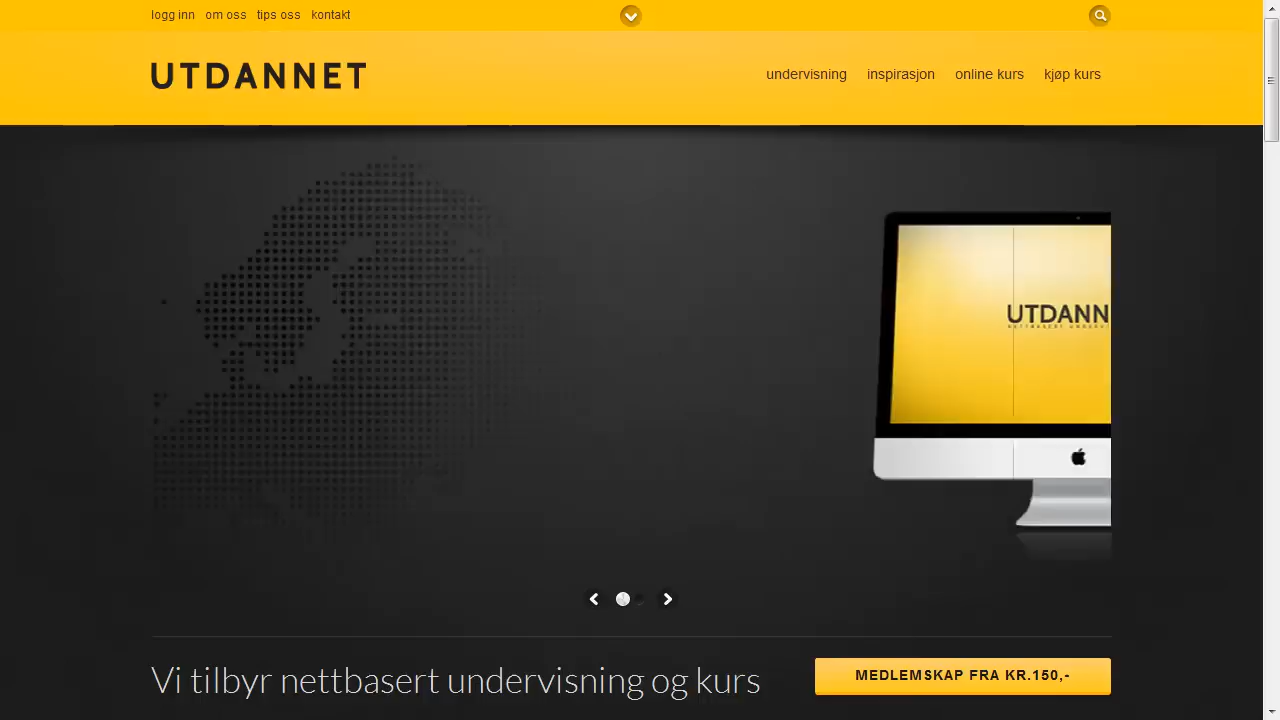 logg inn om oss tips oss kontakt
UTDANNET
undervisning inspirasjon online kurs kjøp kurs
UTDANN
Vi tilbyr nettbasert undervisning og kurs
MEDLEMSKAP FRA KR.150,-